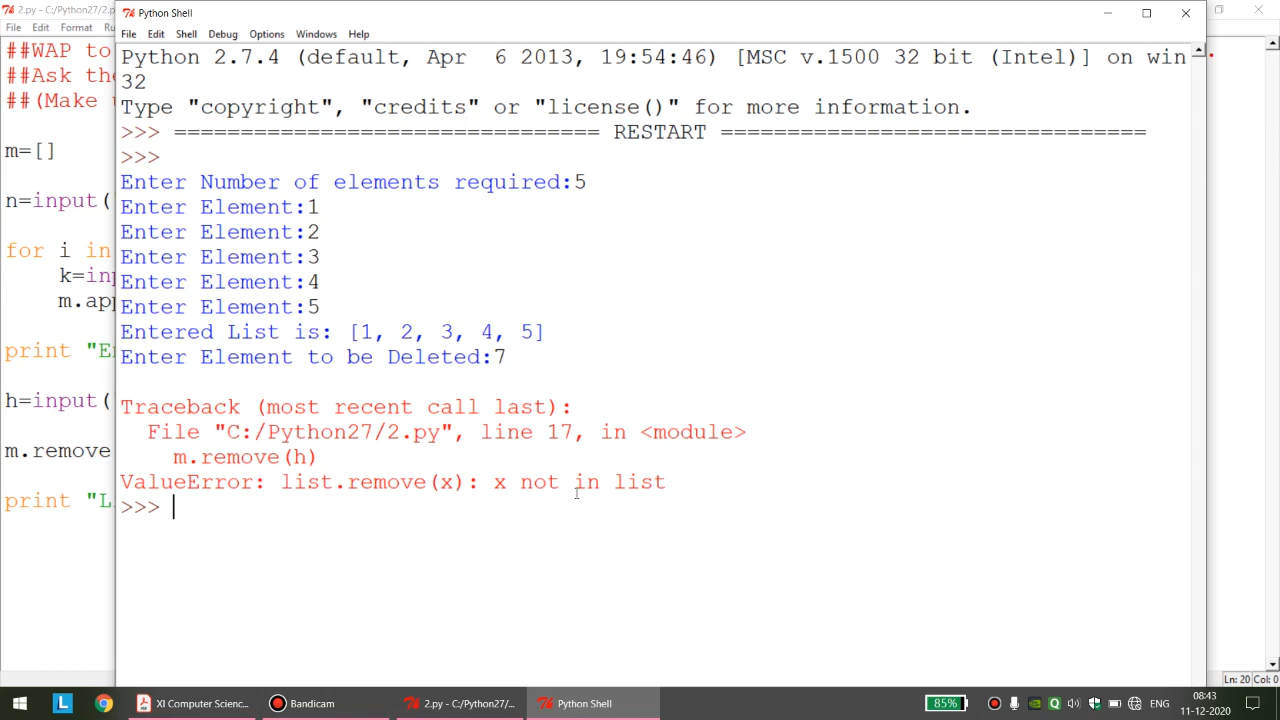 2.py - C:/Python27/2.p
Python Shell
File Edit Format Ru
File Edit Shell Debug Options Windows Help
##WAP to
##Ask the
##(Make
m=[]
n=input(
for i in
k=inp
m.app
print "En
h=input(
m.remove
print "L
Python 2.7.4 (default, Apr  6 2013, 19:54:46) [MSC v.1500 32 bit (Intel)] on win
32
Type "copyright", "credits" or "license()" for more information.
>>> ================================ RESTART ================================
>>>
Enter Number of elements required:5
Enter Element:1
Enter Element:2
Enter Element:3
Enter Element:4
Enter Element:5
Entered List is: [1, 2, 3, 4, 5]
Enter Element to be Deleted:7
Traceback (most recent call last):
File "C:/Python27/2.py", line 17, in <module>
m.remove(h)
ValueError: list.remove(x): x not in list
>>>
Ln: 20 Col: 0
L
XI Computer Scienc...
Bandicam
2.py - C:/Python27/...
Python Shell
85%
ENG
08:43
11-12-2020